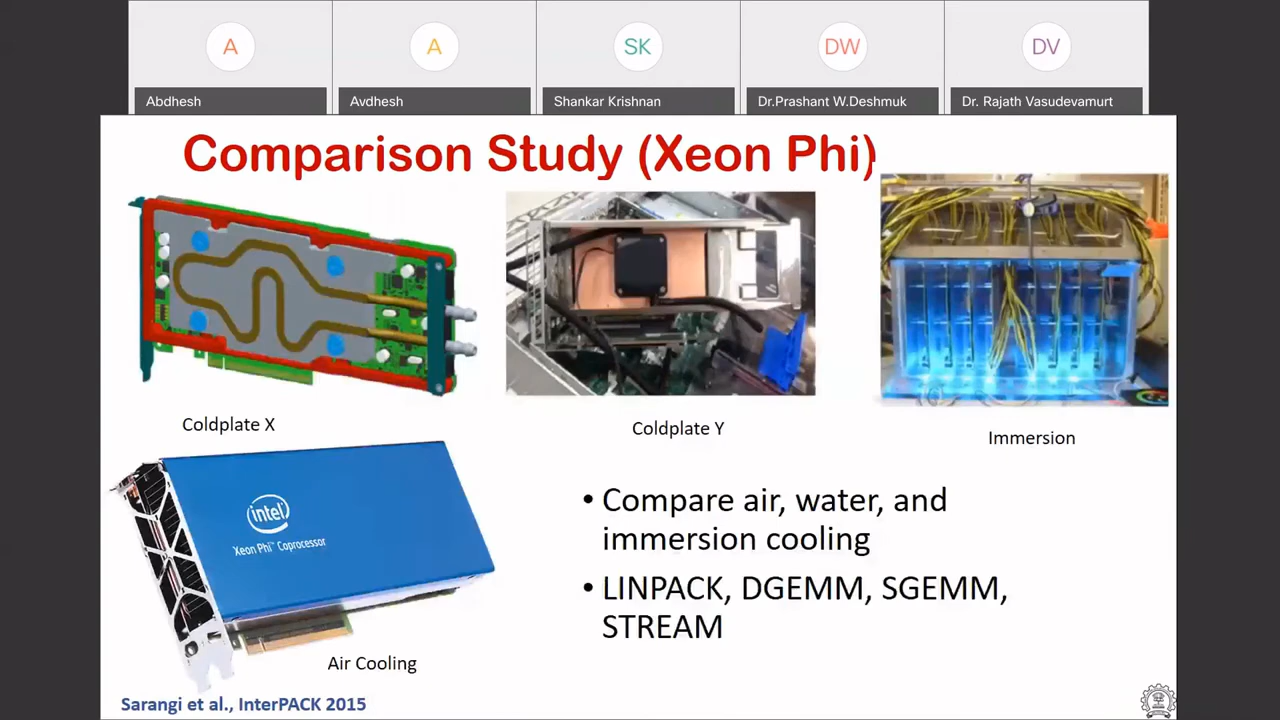 A
A
SK
DW
DV
Abdhesh
Avdhesh
Shankar Krishnan
Dr.Prashant W.Deshmuk
Dr. Rajath Vasudevamurt
Comparison Study (Xeon Phi)
Coldplate X
Coldplate Y
Immersion
intel
Xeon Phi™ Coprocessor
Air Cooling
• Compare air, water, and
immersion cooling
• LINPACK, DGEMM, SGEMM,
STREAM
Sarangi et al., InterPACK 2015